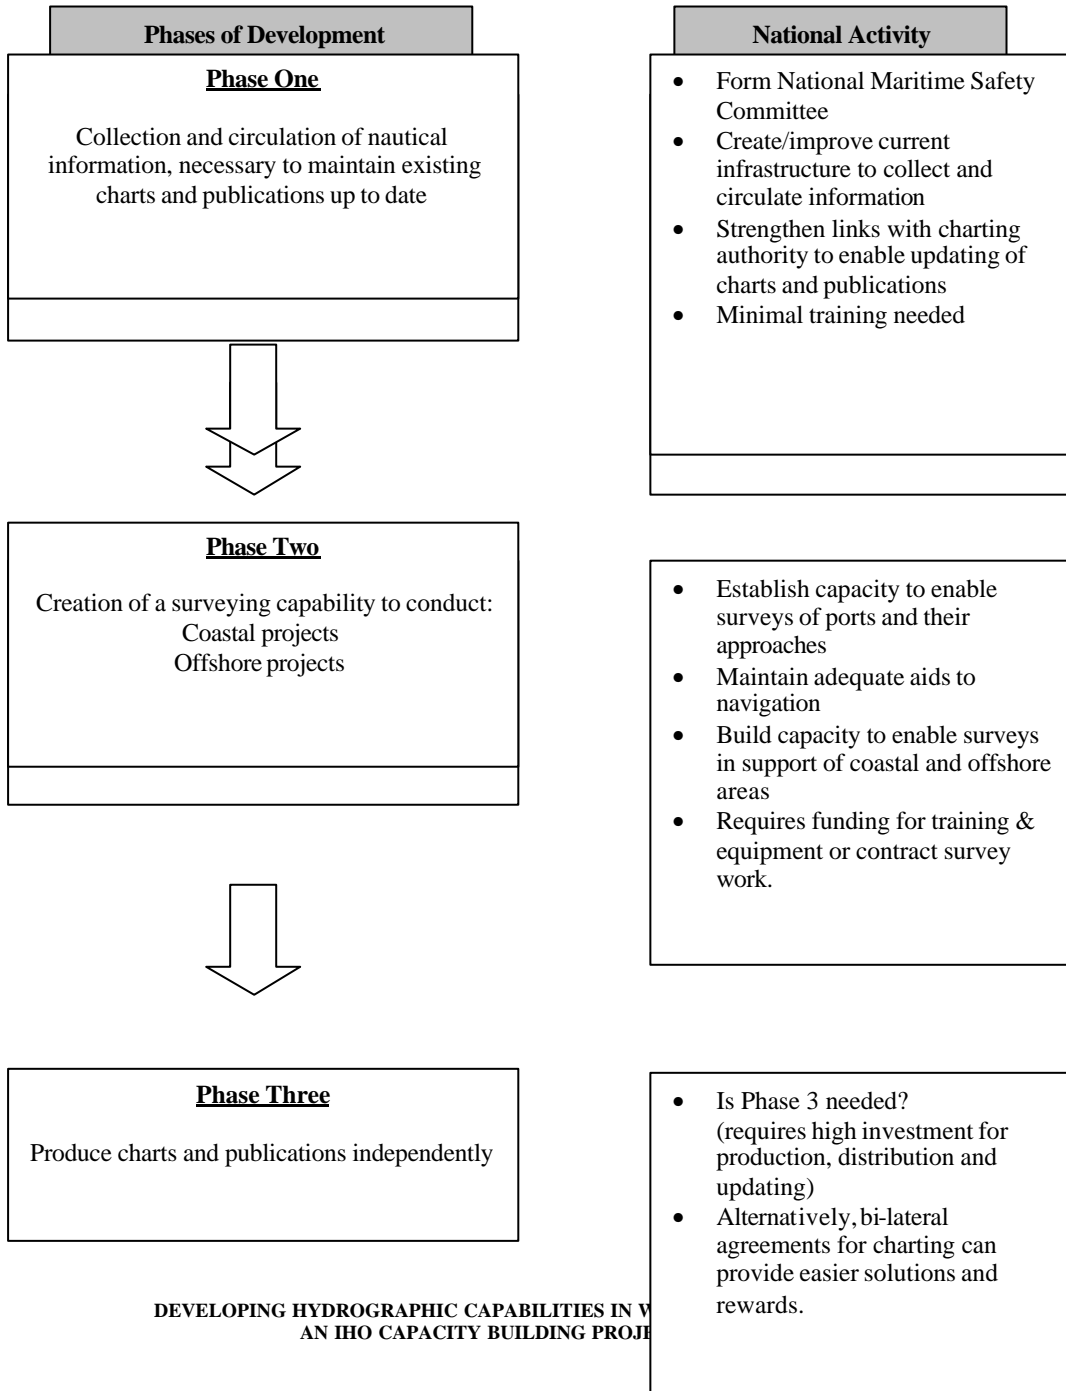 Phases of Development
National Activity
Phase One
Collection and circulation of nautical
information, necessary to maintain existing
charts and publications up to date
• Form National Maritime Safety
Committee
• Create/improve current
infrastructure to collect and
circulate information
• Strengthen links with charting
authority to enable updating of
charts and publications
• Minimal training needed
Phase Two
Creation of a surveying capability to conduct:
Coastal projects
Offshore projects
• Establish capacity to enable
surveys of ports and their
approaches
• Maintain adequate aids to
navigation
• Build capacity to enable surveys
in support of coastal and offshore
areas
• Requires funding for training &
equipment or contract survey
work.
Phase Three
Produce charts and publications independently
• Is Phase 3 needed?
(requires high investment for
production, distribution and
updating)
• Alternatively, bi-lateral
agreements for charting can
provide easier solutions and
rewards.
DEVELOPING HYDROGRAPHIC CAPABILITIES IN
AN IHO CAPACITY BUILDING